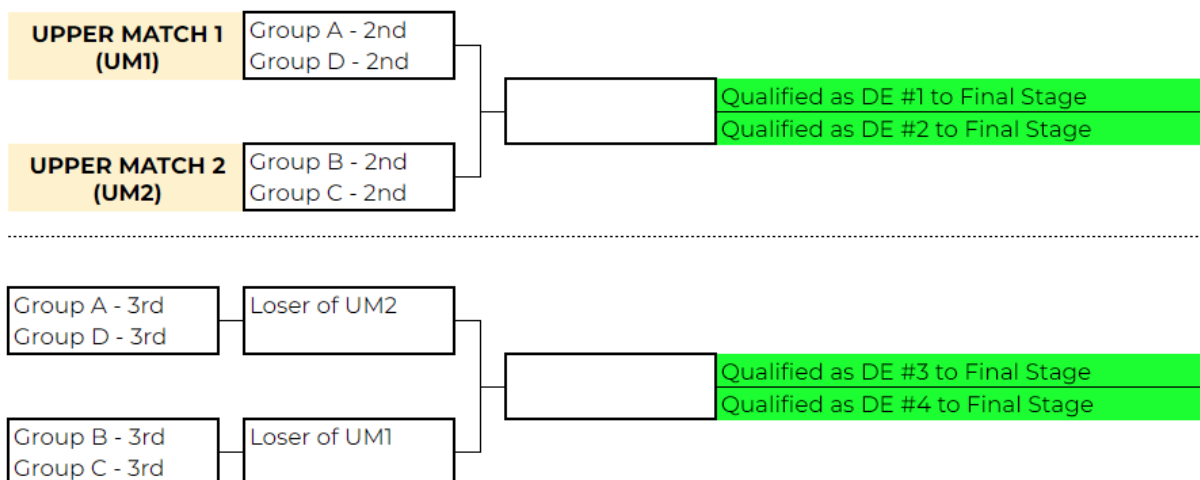 UPPER MATCH 1
(UM1)
Group A - 2nd
Group D - 2nd
Qualified as DE #1 to Final Stage
Qualified as DE #2 to Final Stage
UPPER MATCH 2
(UM2)
Group B - 2nd
Group C - 2nd
Group A - 3rd
Group D - 3rd
Loser of UM2
Qualified as DE #3 to Final Stage
Qualified as DE #4 to Final Stage
Group B - 3rd
Group C - 3rd
Loser of UM1